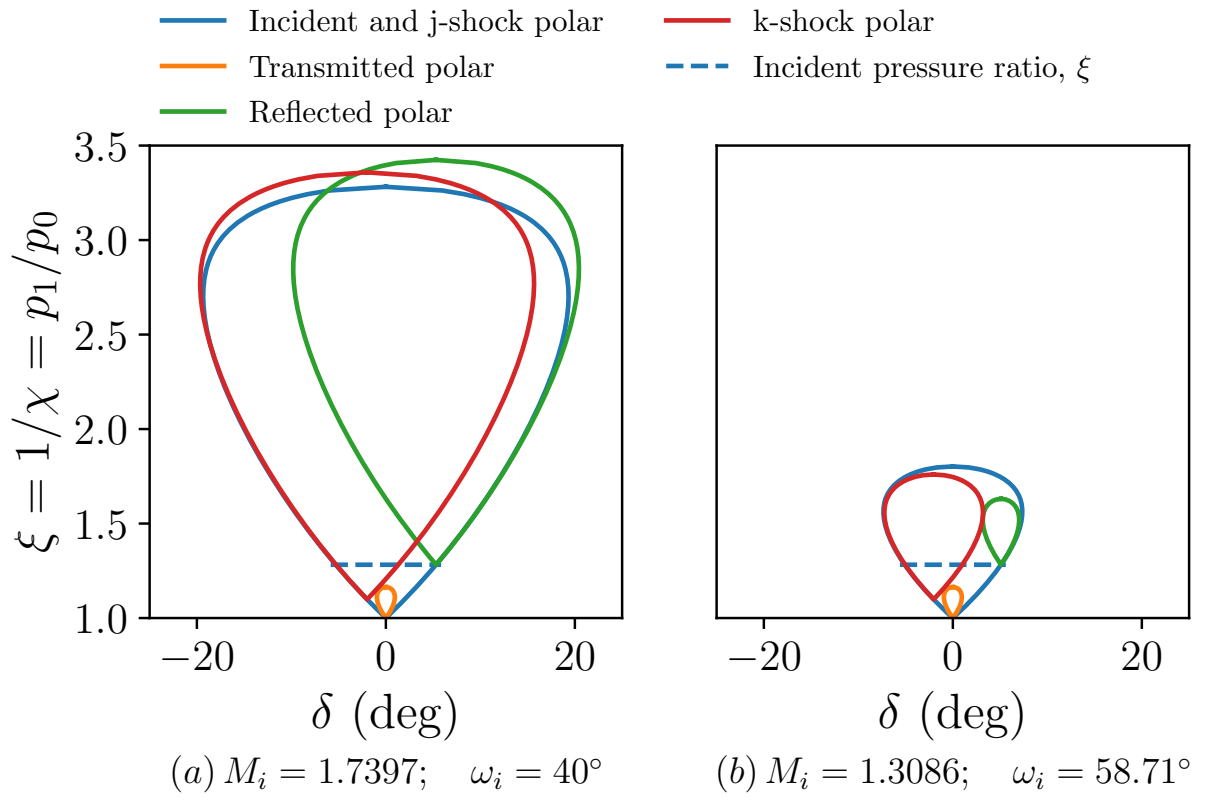 Incident and j-shock polar
Transmitted polar
Reflected polar
k-shock polar
Incident pressure ratio, ξ
ξ = 1/χ = p₁/p₀
3.5
3.0
2.5
2.0
1.5
1.0
−20 0 20
δ (deg)
(a) Mᵢ = 1.7397; ωᵢ = 40°
−20 0 20
δ (deg)
(b) Mᵢ = 1.3086; ωᵢ = 58.71°